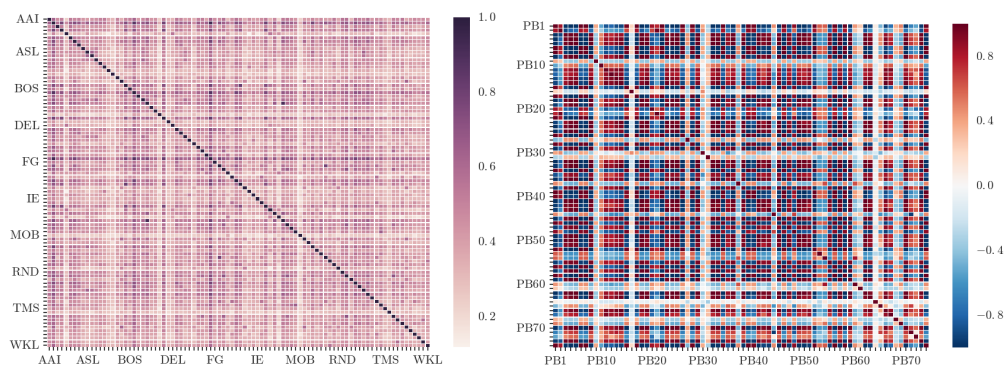 AAI
ASL
BOS
DEL
FG
IE
MOB
RND
TMS
WKL
AAI ASL BOS DEL FG IE MOB RND TMS WKL
1.0
0.8
0.6
0.4
0.2
PB1
PB10
PB20
PB30
PB40
PB50
PB60
PB70
PB1 PB10 PB20 PB30 PB40 PB50 PB60 PB70
0.8
0.4
0.0
−0.4
−0.8